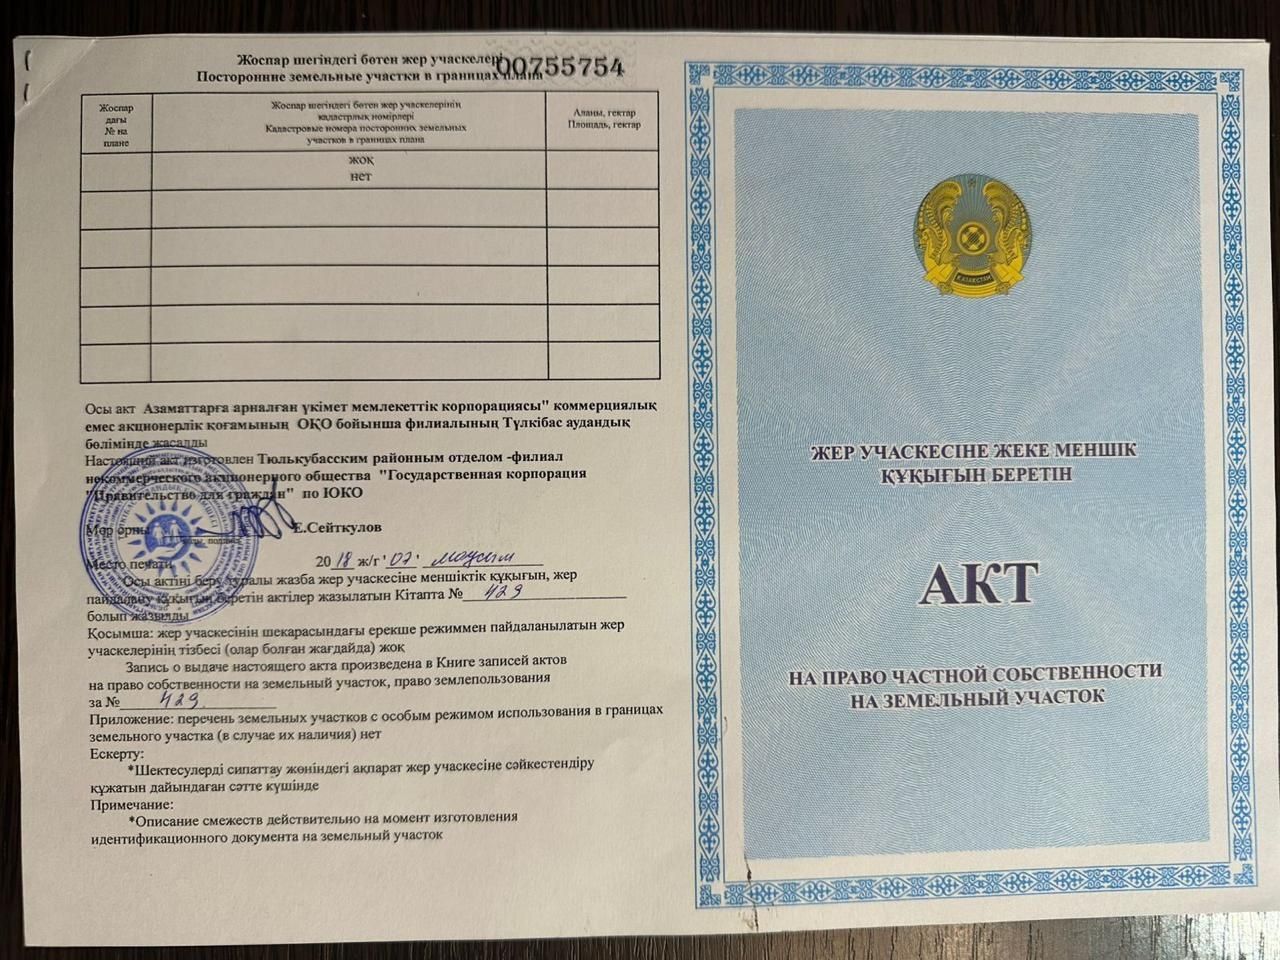 Жоспар шегіндегі бөтен жер учаскелері
Посторонние земельные участки в границах плана
00755754
Жоспар
дағы
№ на
плане
Жоспар шегіндегі бөтен жер учаскелерінің
кадастрлық номірлері
Кадастровые номера посторонних земельных
участков в границах плана
Аланы, гектар
Площадь, гектар
жоқ
нет
Осы акт Азаматтарға арналған үкімет мемлекеттік корпорациясы" коммерциялық
емес акционерлік қоғамының ОҚО бойынша филиалының Түлкібас аудандық
бөлімінде жасалды
Настоящий акт изготовлен Тюлькубасским районным отделом -филиал
некоммерческого акционерного общества "Государственная корпорация
"Правительство для граждан" по ЮКО
Мөр орны
Е.Сейткулов
Место печати
20 18 ж/г ' 07 ' маусым
Осы актіні беру туралы жазба жер учаскесіне меншіктік құқығын, жер
пайдалану құқығын беретін актілер жазылатын Кітапта № 429
болып жазылды
Қосымша: жер учаскесінің шекарасындағы ерекше режиммен пайдаланылатын жер
учаскелерінің тізбесі (олар болған жағдайда) жоқ
Запись о выдаче настоящего акта произведена в Книге записей актов
на право собственности на земельный участок, право землепользования
за № 429
Приложение: перечень земельных участков с особым режимом использования в границах
земельного участка (в случае их наличия) нет
Ескерту:
*Шектесулерді сипаттау жөніндегі ақпарат жер учаскесіне сәйкестендіру
құжатын дайындаған сәтте күшінде
Примечание:
*Описание смежеств действительно на момент изготовления
идентификационного документа на земельный участок
ҚАЗАҚСТАН
ЖЕР УЧАСКЕСІНЕ ЖЕКЕ МЕНШІК
ҚҰҚЫҒЫН БЕРЕТІН
АКТ
НА ПРАВО ЧАСТНОЙ СОБСТВЕННОСТИ
НА ЗЕМЕЛЬНЫЙ УЧАСТОК